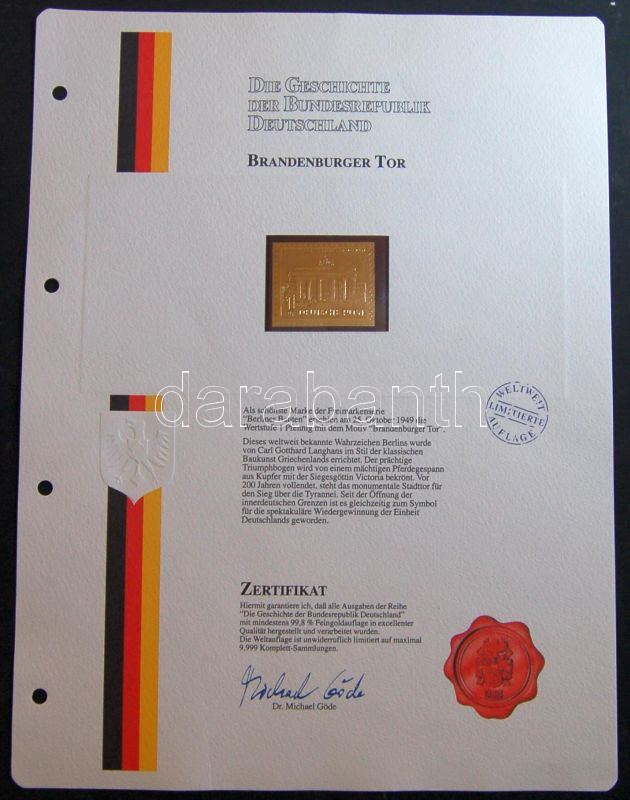 DIE GESCHICHTE
DER BUNDESREPUBLIK
DEUTSCHLAND
BRANDENBURGER TOR
DEUTSCHE POST
WELTWEIT
LIMITIERTE
AUFLAGE
darabanth
Als schönste Marke der Freimarkenserie
"Berliner Bauten" erschien am 25. Oktober 1949 die
Wertstufe 1 Pfennig mit dem Motiv "Brandenburger Tor".
Dieses weltweit bekannte Wahrzeichen Berlins wurde
von Carl Gotthard Langhans im Stil der klassischen
Baukunst Griechenlands errichtet. Der prächtige
Triumphbogen wird von einem mächtigen Pferdegespann
aus Kupfer mit der Siegesgöttin Victoria bekrönt. Vor
200 Jahren vollendet, steht das monumentale Stadttor für
den Sieg über die Tyrannei. Seit der Öffnung der
innerdeutschen Grenzen ist es gleichzeitig zum Symbol
für die spektakuläre Wiedergewinnung der Einheit
Deutschlands geworden.
ZERTIFIKAT
Hiermit garantiere ich, daß alle Ausgaben der Reihe
"Die Geschichte der Bundesrepublik Deutschland"
mit mindestens 99,8 % Feingoldauflage in excellenter
Qualität hergestellt und verarbeitet wurden.
Die Weltauflage ist unwiderruflich limitiert auf maximal
9.999 Komplett-Sammlungen.
Michael Göde
Dr. Michael Göde